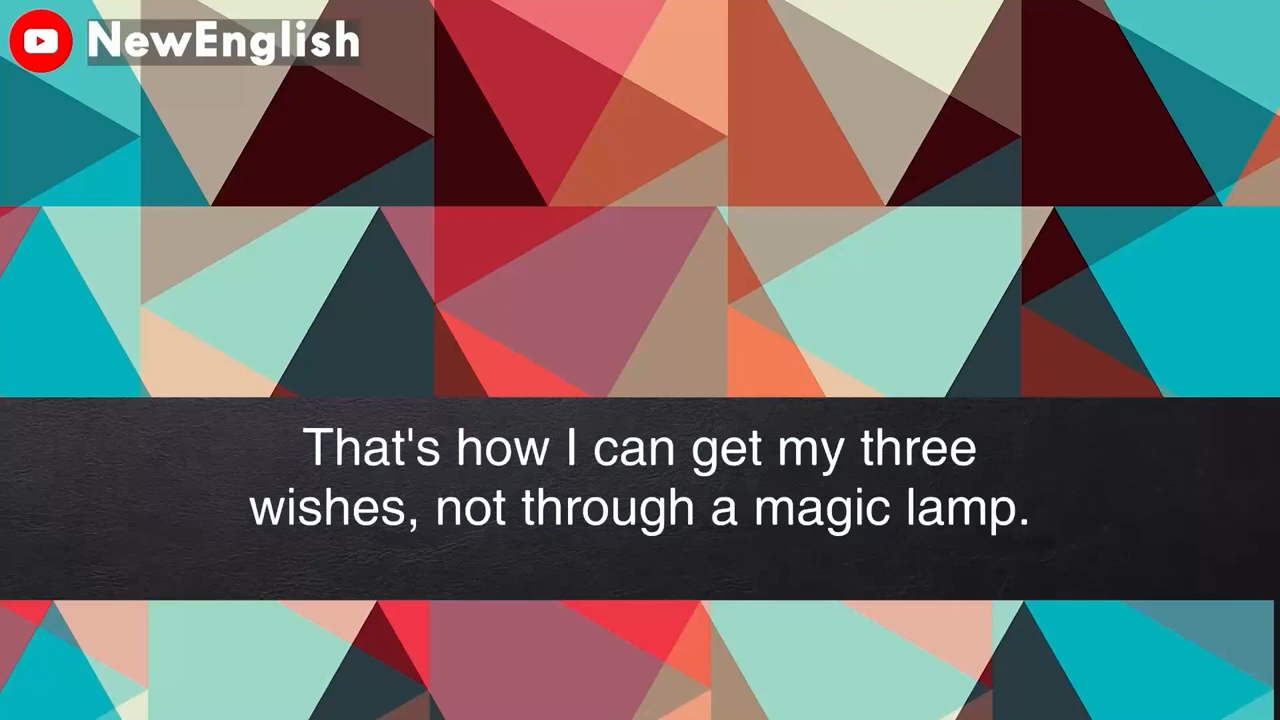 NewEnglish
That's how I can get my three
wishes, not through a magic lamp.